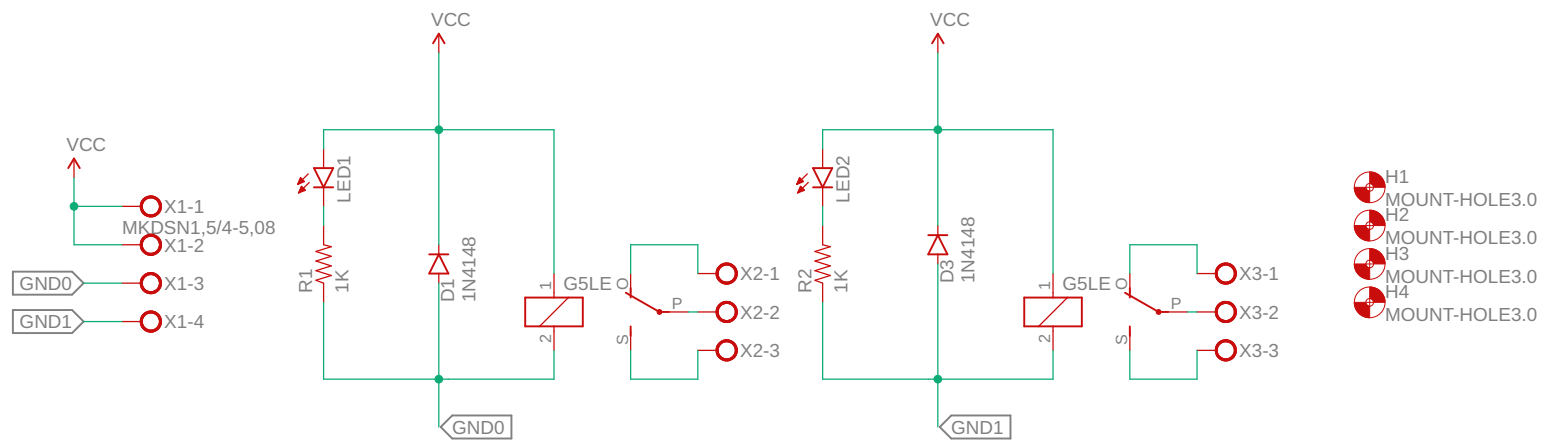 VCC
X1-1
MKDSN1,5/4-5,08
X1-2
GND0
X1-3
GND1
X1-4
VCC
LED1
R1
1K
D1
1N4148
1
G5LE
2
O
P
S
X2-1
X2-2
X2-3
GND0
VCC
LED2
R2
1K
D3
1N4148
1
G5LE
2
O
P
S
X3-1
X3-2
X3-3
GND1
H1
MOUNT-HOLE3.0
H2
MOUNT-HOLE3.0
H3
MOUNT-HOLE3.0
H4
MOUNT-HOLE3.0